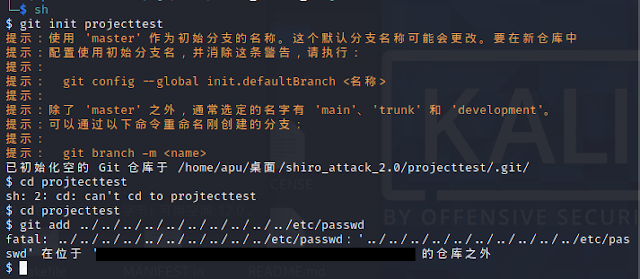 └─$ sh
$ git init projecttest
提示：使用 'master' 作为初始分支的名称。这个默认分支名称可能会更改。要在新仓库中
提示：配置使用初始分支名，并消除这条警告，请执行：
提示：
提示：  git config --global init.defaultBranch <名称>
提示：
提示：除了 'master' 之外，通常选定的名字有 'main'、'trunk' 和 'development'。
提示：可以通过以下命令重命名刚创建的分支：
提示：
提示：  git branch -m <name>
已初始化空的 Git 仓库于 /home/apu/桌面/shiro_attack_2.0/projecttest/.git/
$ cd projtecttest
sh: 2: cd: can't cd to projtecttest
$ cd projecttest
$ git add ../../../../../../../../../../etc/passwd
fatal: ../../../../../../../../../../etc/passwd：'../../../../../../../../../../etc/pas
swd' 在位于 ' 的仓库之外
$
KALI
BY OFFENSIVE SECUR